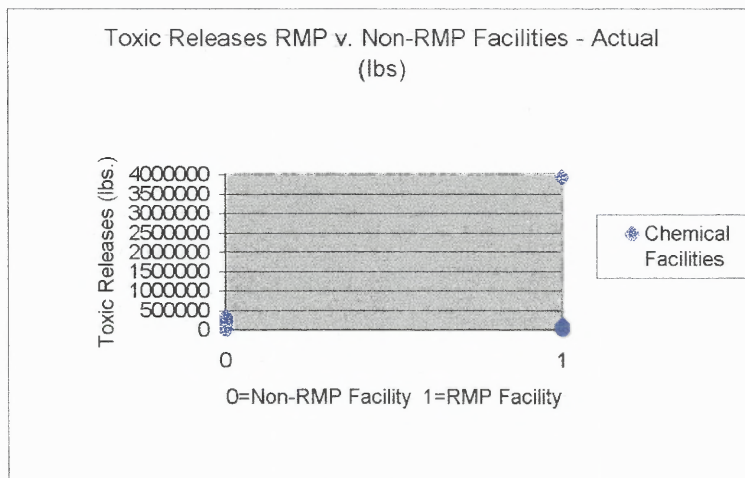 Toxic Releases RMP v. Non-RMP Facilities - Actual
(lbs)
Toxic Releases (lbs.)
4000000
3500000
3000000
2500000
2000000
1500000
1000000
500000
0
0
1
0=Non-RMP Facility 1=RMP Facility
Chemical
Facilities